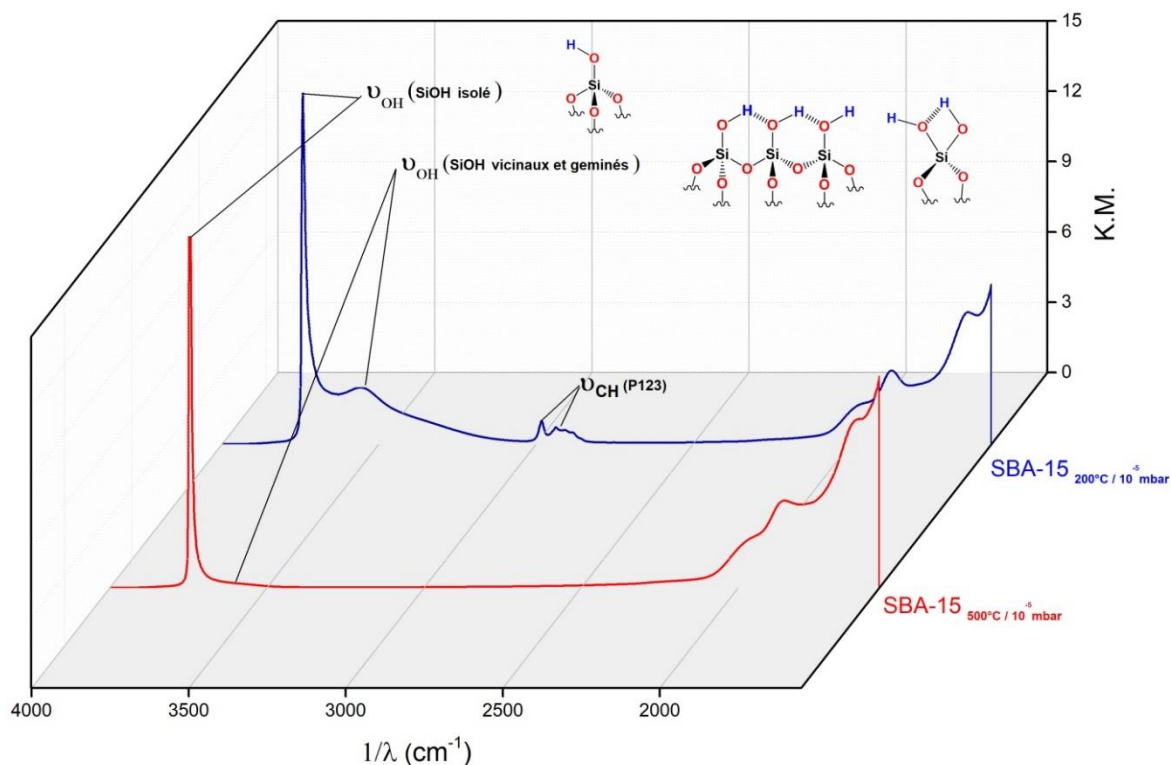 15
12
9
6
3
0
K.M.
υOH (SiOH isolé)
υOH (SiOH vicinaux et geminés)
υCH (P123)
H
O
Si
O O
O
H H H
O O O
Si Si Si
O O O O
O O O
H H
O O
Si
O O
SBA-15 200°C / 10⁻⁵ mbar
SBA-15 500°C / 10⁻⁵ mbar
4000 3500 3000 2500 2000
1/λ (cm⁻¹)